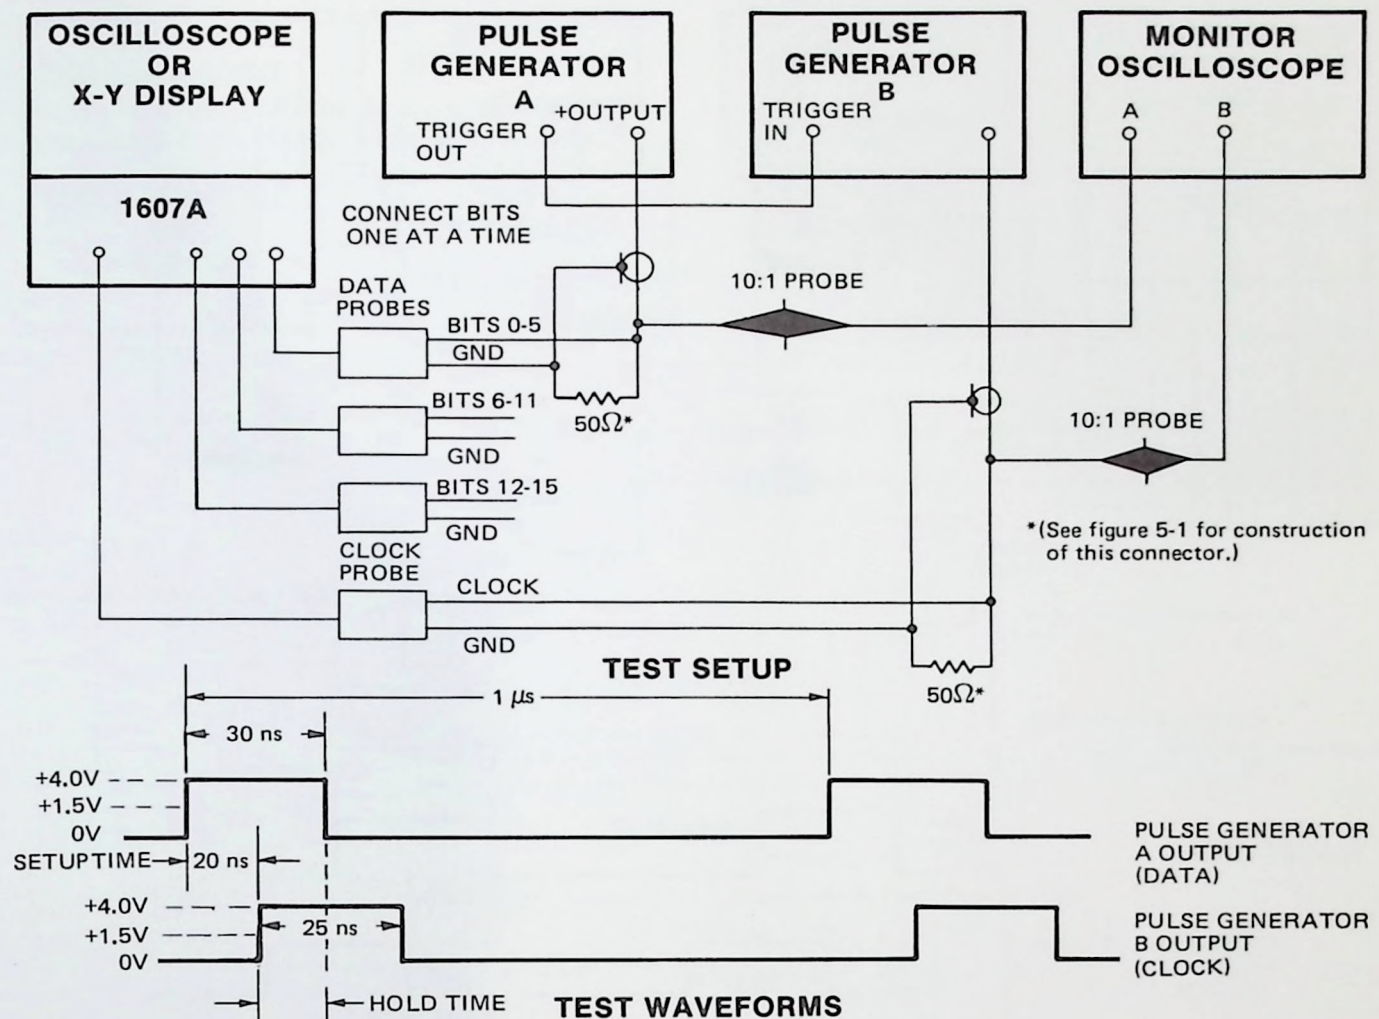 OSCILLOSCOPE
OR
X-Y DISPLAY
1607A
PULSE
GENERATOR
A
TRIGGER
OUT
+OUTPUT
PULSE
GENERATOR
B
TRIGGER
IN
MONITOR
OSCILLOSCOPE
A
B
CONNECT BITS
ONE AT A TIME
DATA
PROBES
BITS 0-5
GND
50Ω*
10:1 PROBE
BITS 6-11
GND
10:1 PROBE
BITS 12-15
GND
*(See figure 5-1 for construction
of this connector.)
CLOCK
PROBE
CLOCK
GND
50Ω*
TEST SETUP
1 μs
30 ns
+4.0V
+1.5V
0V
PULSE GENERATOR
A OUTPUT
(DATA)
SETUP TIME
20 ns
+4.0V
+1.5V
0V
25 ns
PULSE GENERATOR
B OUTPUT
(CLOCK)
HOLD TIME
TEST WAVEFORMS